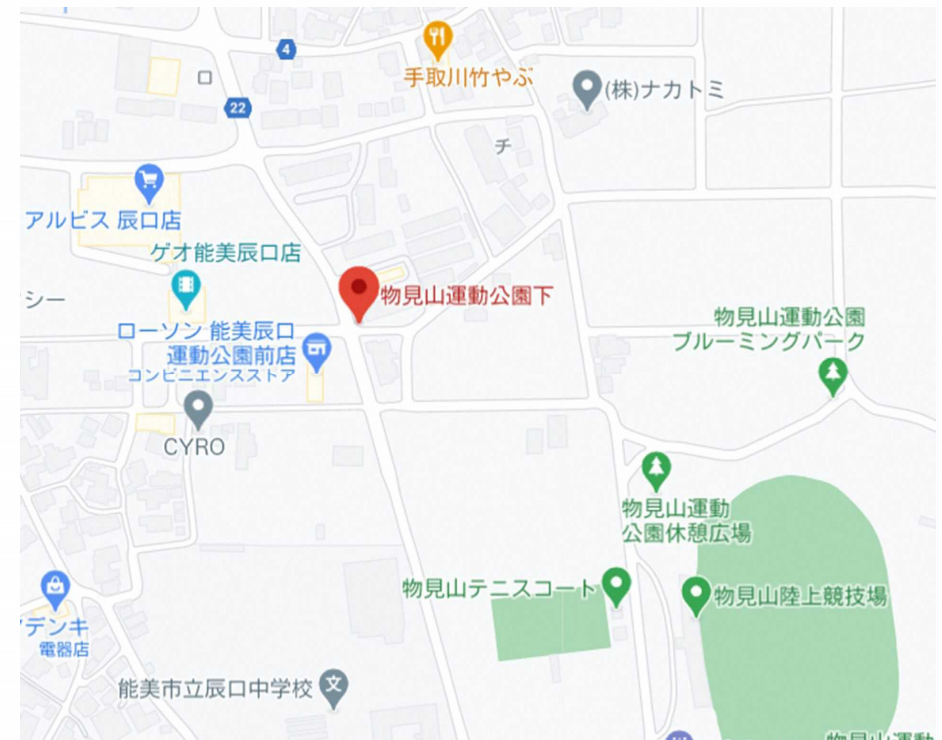 4
手取川竹やぶ
(株)ナカトミ
22
ロ
チ
アルビス 辰口店
ゲオ能美辰口店
シー
物見山運動公園下
ローソン 能美辰口
運動公園前店
コンビニエンスストア
物見山運動公園
ブルーミングパーク
CYRO
物見山運動
公園休憩広場
物見山テニスコート
物見山陸上競技場
デンキ
電器店
能美市立辰口中学校
文
物見山運動